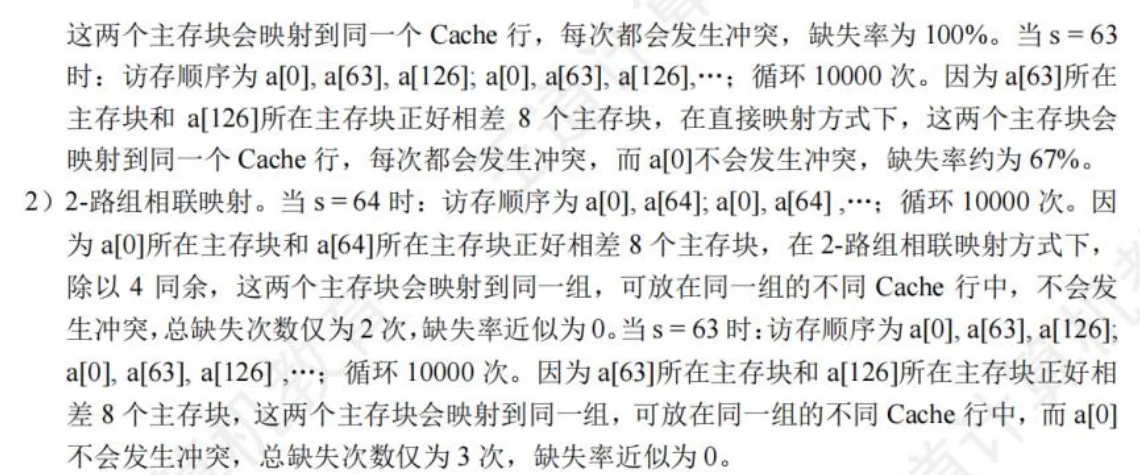 这两个主存块会映射到同一个 Cache 行，每次都会发生冲突，缺失率为 100%。当 s = 63
时：访存顺序为 a[0], a[63], a[126]; a[0], a[63], a[126],…；循环 10000 次。因为 a[63]所在
主存块和 a[126]所在主存块正好相差 8 个主存块，在直接映射方式下，这两个主存块会
映射到同一个 Cache 行，每次都会发生冲突，而 a[0]不会发生冲突，缺失率约为 67%。
2）2-路组相联映射。当 s = 64 时：访存顺序为 a[0], a[64]; a[0], a[64] ,…；循环 10000 次。因
为 a[0]所在主存块和 a[64]所在主存块正好相差 8 个主存块，在 2-路组相联映射方式下，
除以 4 同余，这两个主存块会映射到同一组，可放在同一组的不同 Cache 行中，不会发
生冲突，总缺失次数仅为 2 次，缺失率近似为 0。当 s = 63 时：访存顺序为 a[0], a[63], a[126];
a[0], a[63], a[126] ,…；循环 10000 次。因为 a[63]所在主存块和 a[126]所在主存块正好相
差 8 个主存块，这两个主存块会映射到同一组，可放在同一组的不同 Cache 行中，而 a[0]
不会发生冲突，总缺失次数仅为 3 次，缺失率近似为 0。